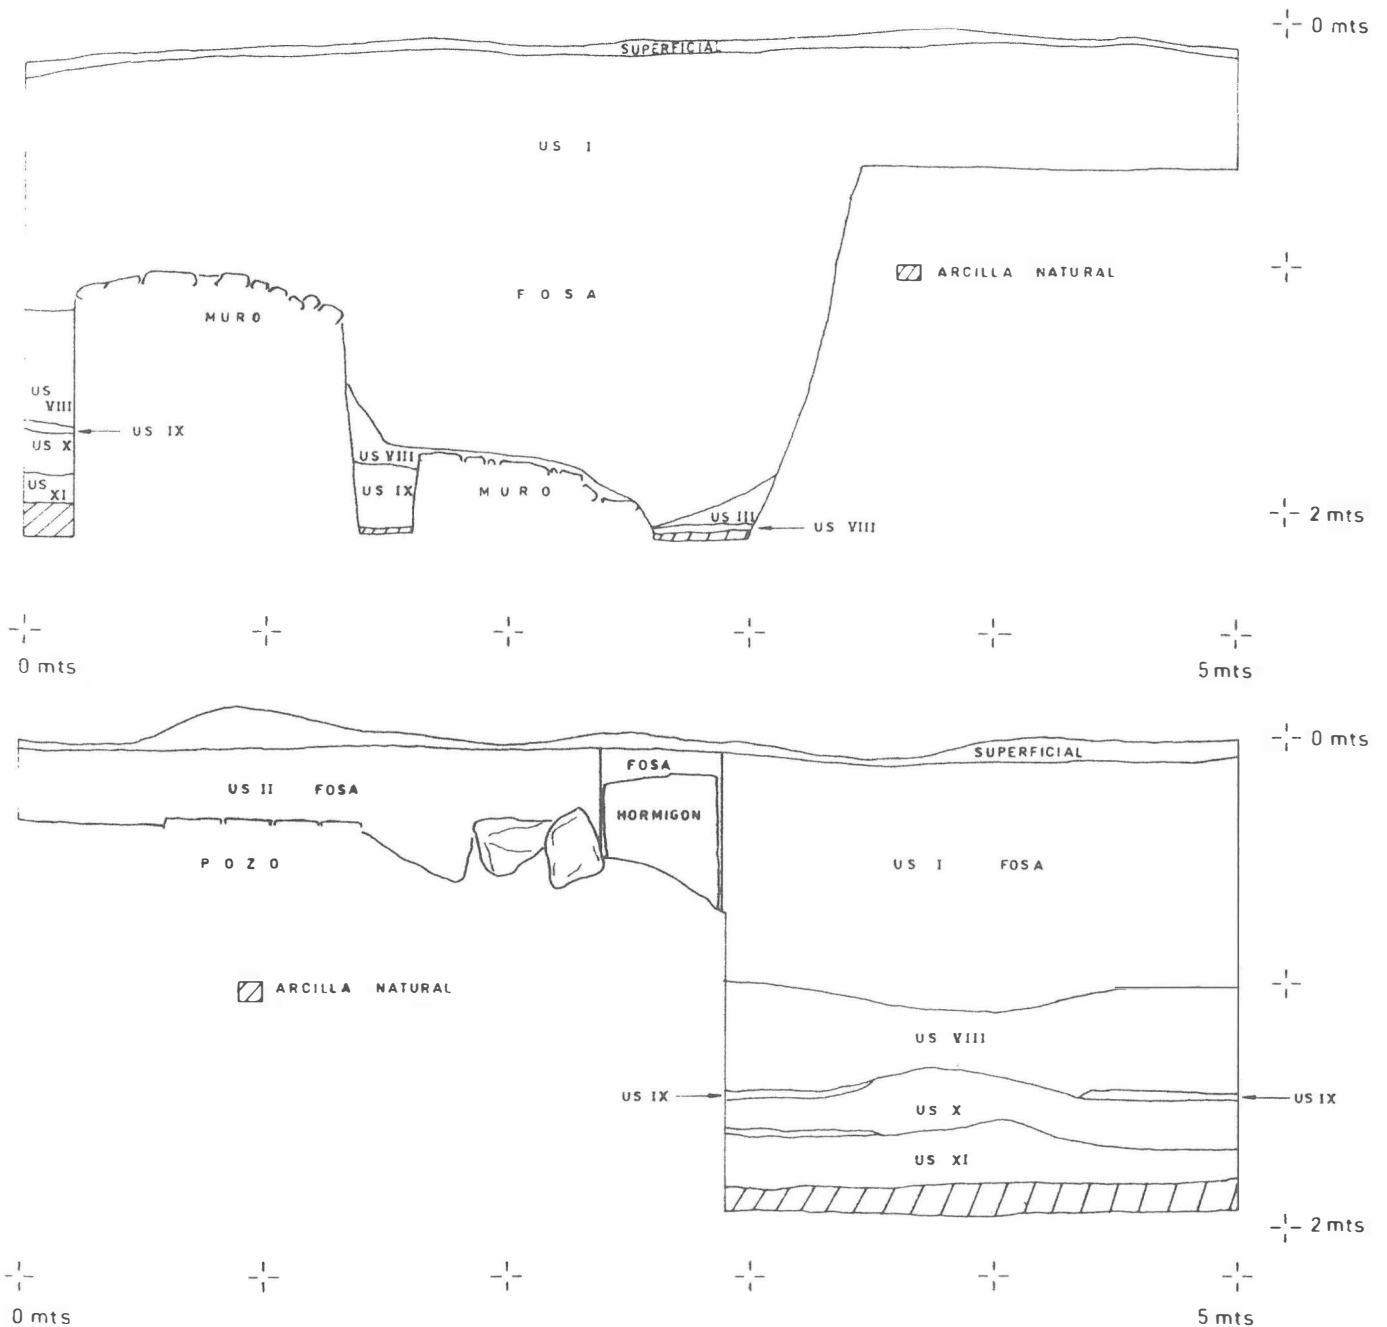 0 mts
SUPERFICIAL
US I
ARCILLA NATURAL
FOSA
MURO
US VIII
US IX
US X
US XI
US VIII
US IX
MURO
US III
US VIII
2 mts
0 mts
5 mts
0 mts
SUPERFICIAL
FOSA
US II FOSA
HORMIGON
POZO
US I FOSA
ARCILLA NATURAL
US VIII
US IX
US IX
US X
US XI
2 mts
0 mts
5 mts